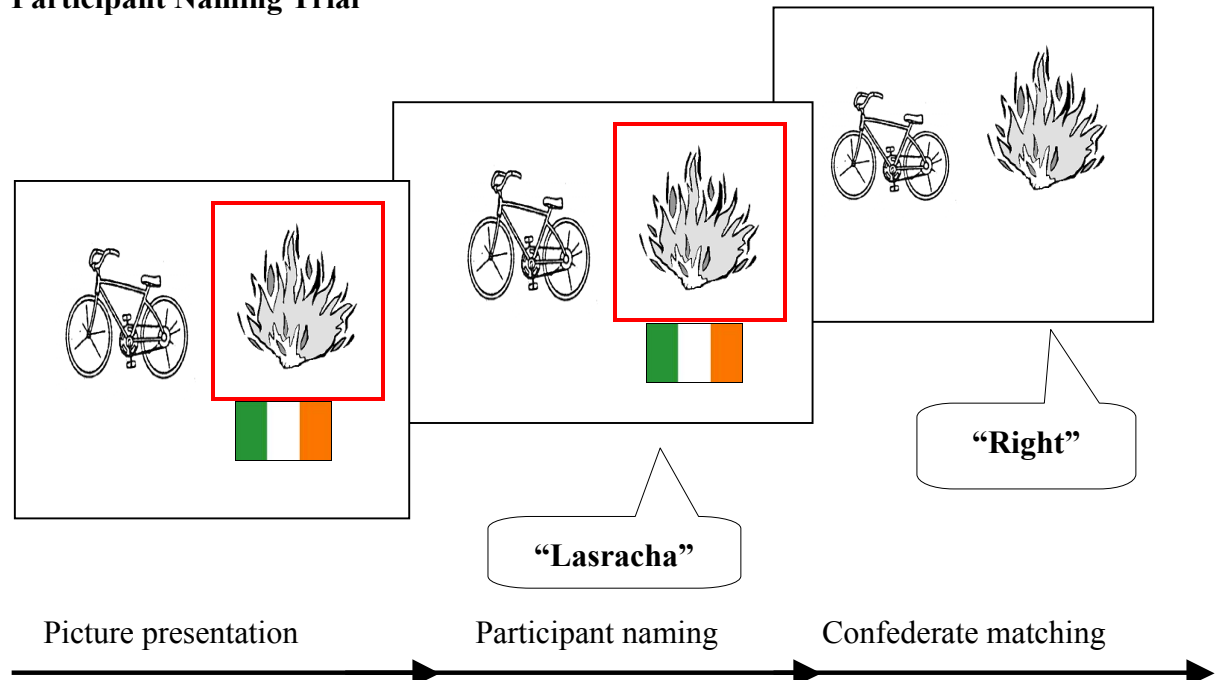 Participant Naming Trial
“Right”
“Lasracha”
Picture presentation
Participant naming
Confederate matching